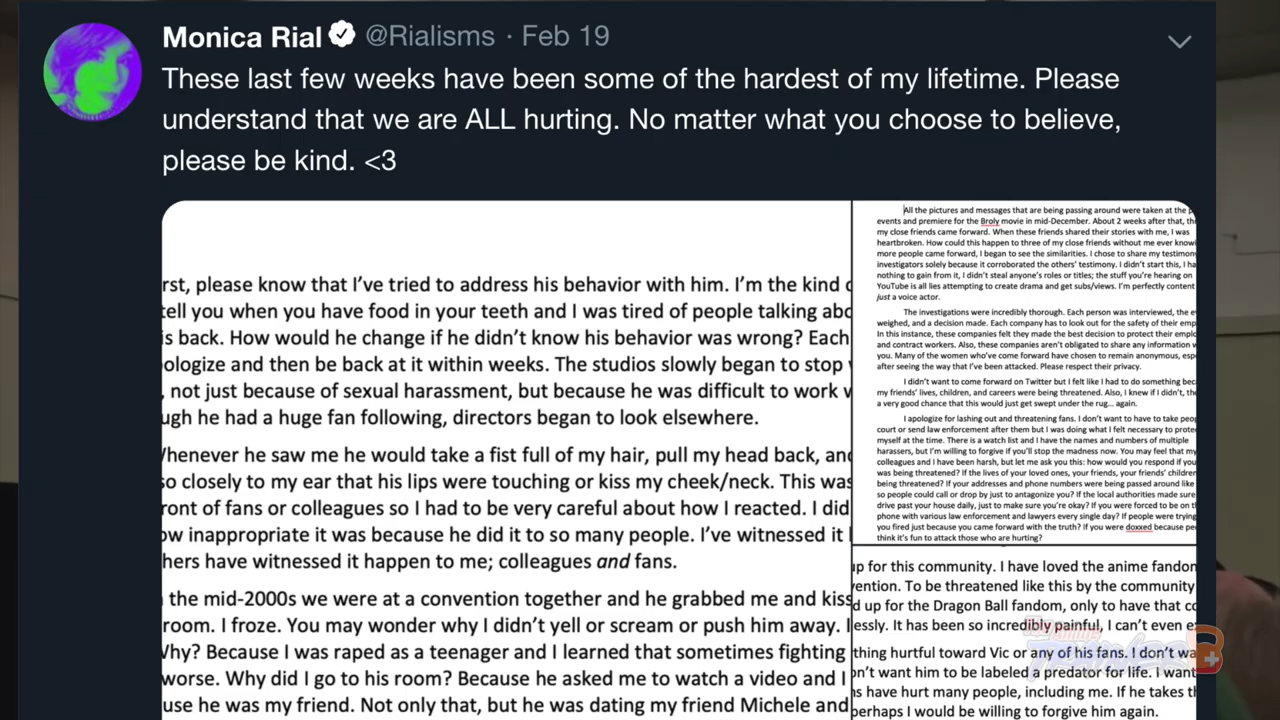 Monica Rial @Rialisms · Feb 19
These last few weeks have been some of the hardest of my lifetime. Please
understand that we are ALL hurting. No matter what you choose to believe,
please be kind. <3
rst, please know that I've tried to address his behavior with him. I'm the kind
tell you when you have food in your teeth and I was tired of people talking abo
is back. How would he change if he didn't know his behavior was wrong? Each
ologize and then be back at it within weeks. The studios slowly began to stop
, not just because of sexual harassment, but because he was difficult to work
ugh he had a huge fan following, directors began to look elsewhere.
Whenever he saw me he would take a fist full of my hair, pull my head back, and
so closely to my ear that his lips were touching or kiss my cheek/neck. This was
ront of fans or colleagues so I had to be very careful about how I reacted. I did
ow inappropriate it was because he did it to so many people. I've witnessed it
hers have witnessed it happen to me; colleagues and fans.
the mid-2000s we were at a convention together and he grabbed me and kiss
room. I froze. You may wonder why I didn't yell or scream or push him away. I
Why? Because I was raped as a teenager and I learned that sometimes fighting
worse. Why did I go to his room? Because he asked me to watch a video and I
use he was my friend. Not only that, but he was dating my friend Michele and
All the pictures and messages that are being passing around were taken at the
events and premiere for the Broly movie in mid-December. About 2 weeks after that, th
my close friends came forward. When these friends shared their stories with me, I was
heartbroken. How could this happen to three of my close friends without me ever knowi
more people came forward, I began to see the similarities. I chose to share my testimon
investigators solely because it corroborated the others' testimony. I didn't start this, I ha
nothing to gain from it, I didn't steal anyone's roles or titles; the stuff you're hearing on
YouTube is all lies attempting to create drama and get subs/views. I'm perfectly content
just a voice actor.
The investigations were incredibly thorough. Each person was interviewed, the e
weighed, and a decision made. Each company has to look out for the safety of their emp
In this instance, these companies felt they made the best decision to protect their emplo
and contract workers. Also, these companies aren't obligated to share any information w
you. Many of the women who've come forward have chosen to remain anonymous, esp
after seeing the way that I've been attacked. Please respect their privacy.
I didn't want to come forward on Twitter but I felt like I had to do something bec
my friends' lives, children, and careers were being threatened. Also, I knew if I didn't, th
a very good chance that this would just get swept under the rug... again.
I apologize for lashing out and threatening fans. I don't want to have to take peop
court or send law enforcement after them but I was doing what I felt necessary to prote
myself at the time. There is a watch list and I have the names and numbers of multiple
harassers, but I'm willing to forgive if you'll stop the madness now. You may feel that my
colleagues and I have been harsh, but let me ask you this: how would you respond if you
was being threatened? If the lives of your loved ones, your friends, your friends' children
being threatened? If your addresses and phone numbers were being passed around like
so people could call or drop by just to antagonize you? If the local authorities made sure
drive past your house daily, just to make sure you're okay? If you were forced to be on t
phone with various law enforcement and lawyers every single day? If people were trying
you fired just because you came forward with the truth? If you were doxxed because pe
think it's fun to attack those who are hurting?
up for this community. I have loved the anime fandon
vention. To be threatened like this by the community
d up for the Dragon Ball fandom, only to have that co
essly. It has been so incredibly painful, I can't even e
thing hurtful toward Vic or any of his fans. I don't wa
on't want him to be labeled a predator for life. I want
ns have hurt many people, including me. If he takes th
perhaps I would be willing to forgive him again.